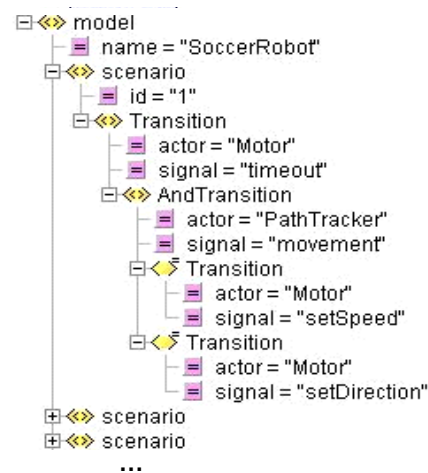 model
name = "SoccerRobot"
scenario
id = "1"
Transition
actor = "Motor"
signal = "timeout"
AndTransition
actor = "PathTracker"
signal = "movement"
Transition
actor = "Motor"
signal = "setSpeed"
Transition
actor = "Motor"
signal = "setDirection"
scenario
scenario
...